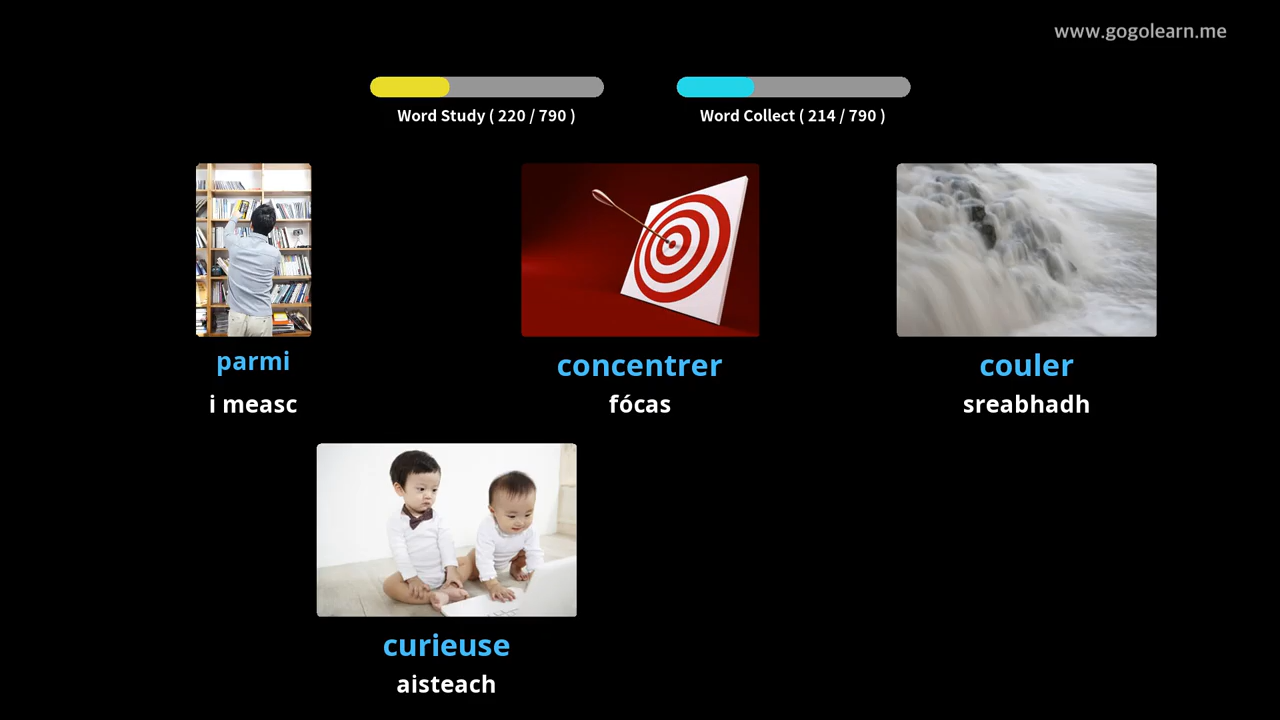 www.gogolearn.me
Word Study ( 220 / 790 )
Word Collect ( 214 / 790 )
parmi
concentrer
couler
i measc
fócas
sreabhadh
curieuse
aisteach